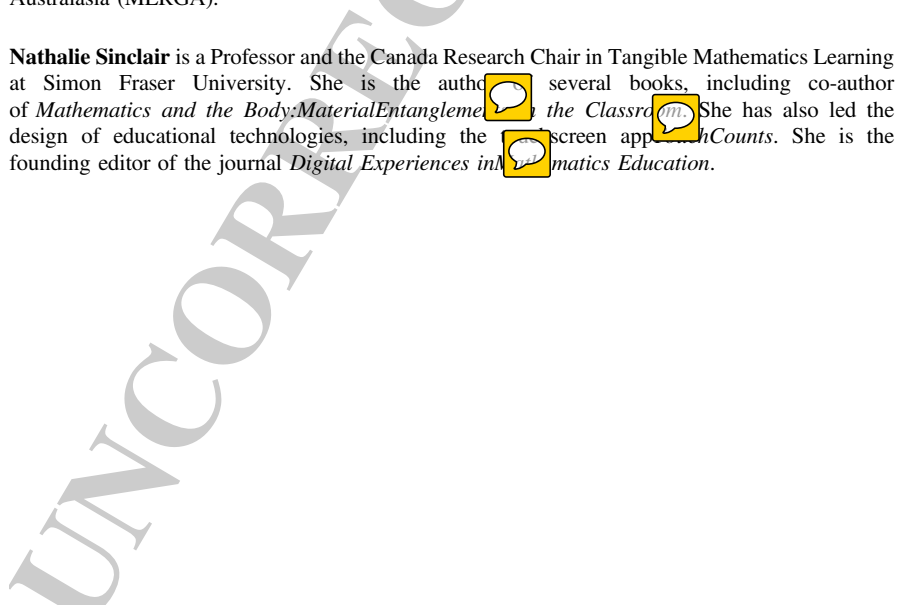 Australasia (MERGA).
Nathalie Sinclair is a Professor and the Canada Research Chair in Tangible Mathematics Learning
at Simon Fraser University. She is the several books, including co-author
of Mathematics and the Body:MaterialEntangleme the Classroom. She has also led the
design of educational technologies, including the screen app hCounts. She is the
founding editor of the journal Digital Experiences in matics Education.
UNCORREC